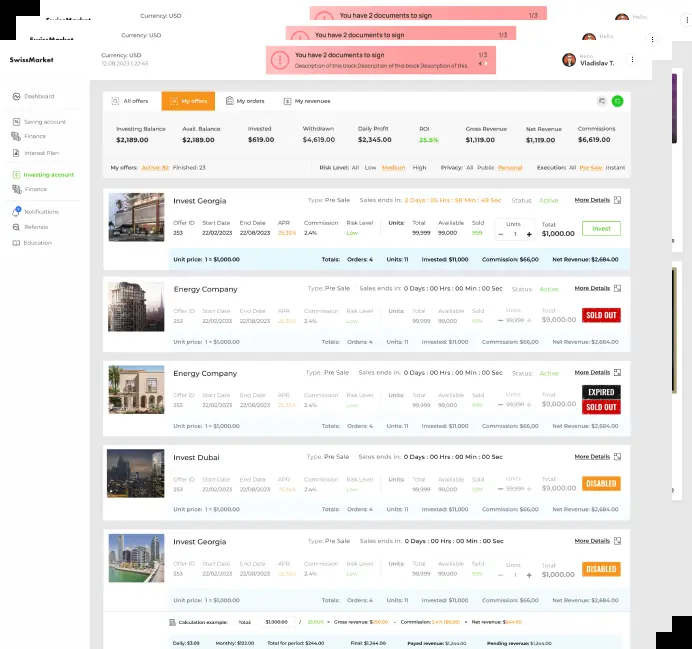 Currency: USD
You have 2 documents to sign
1/3
Hello,
SwissMarket
Currency: USD
You have 2 documents to sign
1/3
Hello,
SwissMarket
Currency: USD
12.08.2023 | 22:45
You have 2 documents to sign
1/3
Description of this block Description of this block Description of this
Hello,
Vladislav T.
Dashboard
Saving account
Finance
Interest Plan
Investing account
Finance
Notifications
Referrals
Education
All offers
My offers
My orders
My revenues
Investing Balance Avail. Balance Invested Withdrawn Daily Profit ROI Gross Revenue Net Revenue Commissions
$2,189.00 $2,189.00 $619.00 $4,619.00 $2,345.00 25.5% $1,119.00 $1,119.00 $6,619.00
My offers: Active: 82 Finished: 23 Risk Level: All Low Medium High Privacy: All Public Personal Execution: All Pre Sale Instant
Invest Georgia Type: Pre Sale Sales ends in: 2 Days : 05 Hrs : 58 Min : 49 Sec Status: Active More Details
Offer ID Start Date End Date APR Commission Risk Level Units: Total Available Sold Units Total:
253 22/02/2023 22/08/2023 25.35% 2.4% Low 99,999 99,000 999 − 1 + $1,000.00 Invest
Unit price: 1 = $1,000.00 Totals: Orders: 4 Units: 11 Invested: $11,000 Commission: $66,00 Net Revenue: $2,684.00
Energy Company Type: Pre Sale Sales ends in: 0 Days : 00 Hrs : 00 Min : 00 Sec Status: Active More Details
Offer ID Start Date End Date APR Commission Risk Level Units: Total Available Sold Units Total:
253 22/02/2023 22/08/2023 25.35% 2.4% Low 99,999 99,000 999 − 99,999 + $9,000.00 SOLD OUT
Unit price: 1 = $1,000.00 Totals: Orders: 4 Units: 11 Invested: $11,000 Commission: $66,00 Net Revenue: $2,684.00
Energy Company Type: Pre Sale Sales ends in: 0 Days : 00 Hrs : 00 Min : 00 Sec Status: Active More Details
EXPIRED
Offer ID Start Date End Date APR Commission Risk Level Units: Total Available Sold Units Total:
253 22/02/2023 22/08/2023 25.35% 2.4% Low 99,999 99,000 999 − 99,999 + $9,000.00 SOLD OUT
Unit price: 1 = $1,000.00 Totals: Orders: 4 Units: 11 Invested: $11,000 Commission: $66,00 Net Revenue: $2,684.00
Invest Dubai Type: Pre Sale Sales ends in: 0 Days : 00 Hrs : 00 Min : 00 Sec More Details
Offer ID Start Date End Date APR Commission Risk Level Units: Total Available Sold Units Total:
253 22/02/2023 22/08/2023 25.35% 2.4% Low 99,999 99,000 999 − 99,999 + $9,000.00 DISABLED
Unit price: 1 = $1,000.00 Totals: Orders: 4 Units: 11 Invested: $11,000 Commission: $66,00 Net Revenue: $2,684.00
Invest Georgia Type: Pre Sale Sales ends in: 0 Days : 00 Hrs : 00 Min : 00 Sec More Details
Offer ID Start Date End Date APR Commission Risk Level Units: Total Available Sold Units Total:
253 22/02/2023 22/08/2023 25.35% 2.4% Low 99,999 99,000 999 − 1 + $1,000.00 DISABLED
Unit price: 1 = $1,000.00 Totals: Orders: 4 Units: 11 Invested: $11,000 Commission: $66,00 Net Revenue: $2,684.00
Calculation example: Total: $1,000.00 / Gross revenue: Commission: Net revenue: $244.00
Daily: $3.09 Monthly: $122.00 Total for period: $244.00 Final: $1,244.00 Payed revenue: $1,244.00 Pending revenue: $1,244.00